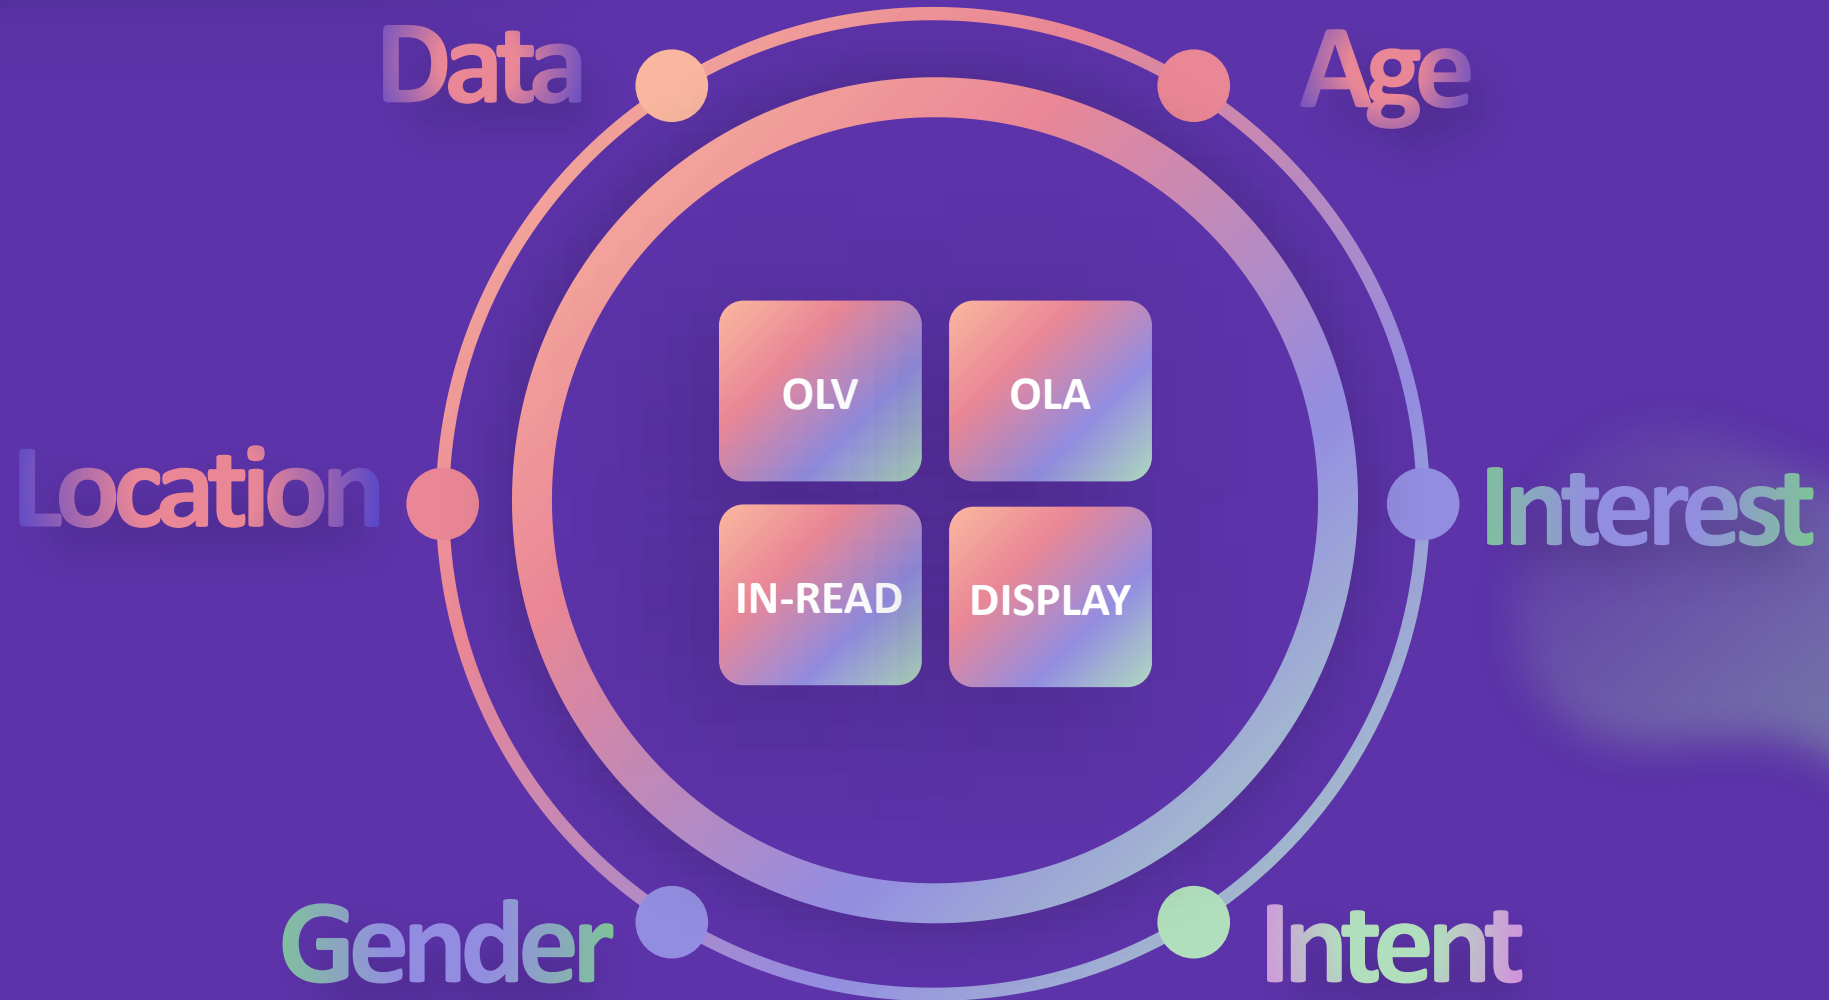 Data
Age
OLV
OLA
Location
Interest
IN-READ
DISPLAY
Gender
Intent